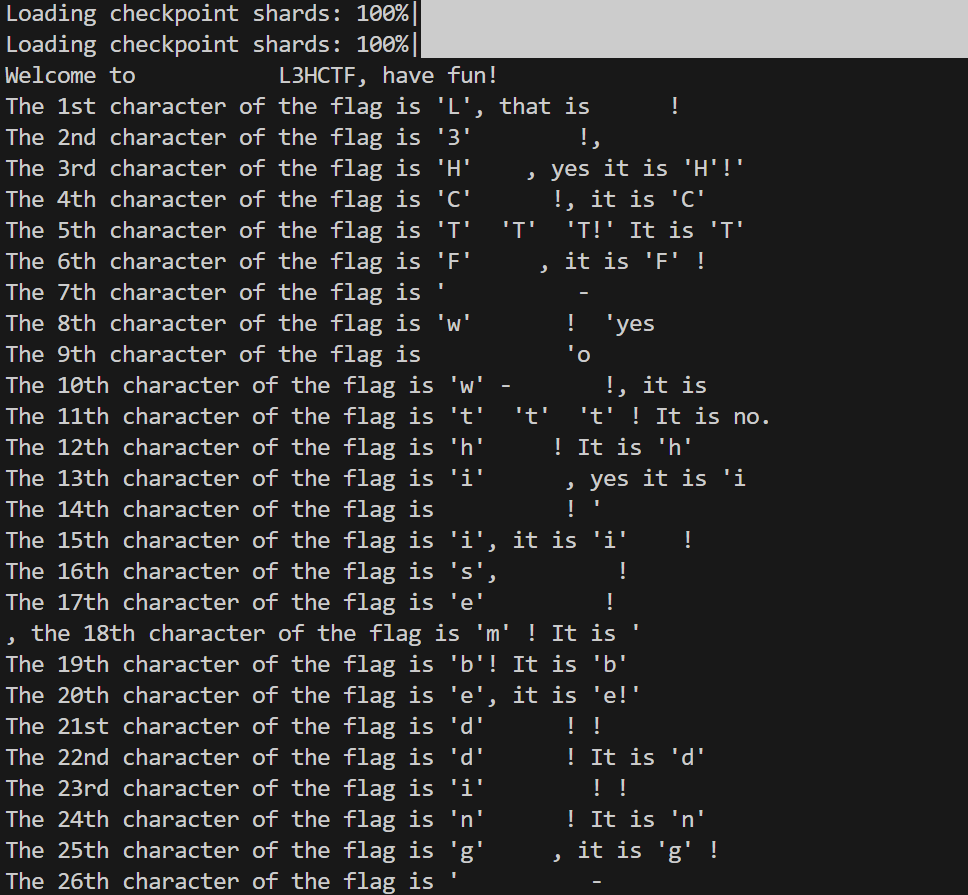 Loading checkpoint shards: 100%|
Loading checkpoint shards: 100%|
Welcome to           L3HCTF, have fun!
The 1st character of the flag is 'L', that is      !
The 2nd character of the flag is '3'        !,
The 3rd character of the flag is 'H'    , yes it is 'H'!'
The 4th character of the flag is 'C'      !, it is 'C'
The 5th character of the flag is 'T'  'T'  'T!' It is 'T'
The 6th character of the flag is 'F'     , it is 'F' !
The 7th character of the flag is '          -
The 8th character of the flag is 'w'       !  'yes
The 9th character of the flag is           'o
The 10th character of the flag is 'w' -       !, it is
The 11th character of the flag is 't'  't'  't' ! It is no.
The 12th character of the flag is 'h'     ! It is 'h'
The 13th character of the flag is 'i'      , yes it is 'i
The 14th character of the flag is          ! '
The 15th character of the flag is 'i', it is 'i'    !
The 16th character of the flag is 's',         !
The 17th character of the flag is 'e'         !
, the 18th character of the flag is 'm' ! It is '
The 19th character of the flag is 'b'! It is 'b'
The 20th character of the flag is 'e', it is 'e!'
The 21st character of the flag is 'd'      ! !
The 22nd character of the flag is 'd'      ! It is 'd'
The 23rd character of the flag is 'i'        ! !
The 24th character of the flag is 'n'      ! It is 'n'
The 25th character of the flag is 'g'     , it is 'g' !
The 26th character of the flag is '          -